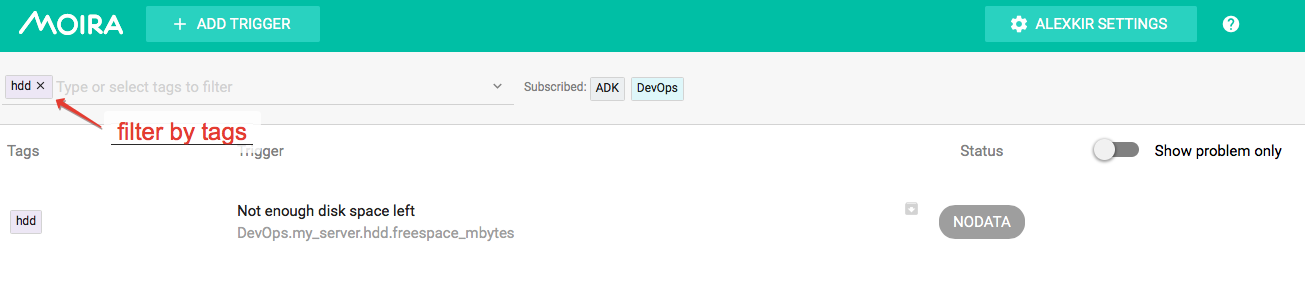 MOIRA
+ ADD TRIGGER
ALEXKIR SETTINGS
?
hdd × Type or select tags to filter
Subscribed: ADK DevOps
filter by tags
Tags
Trigger
Status
Show problem only
hdd
Not enough disk space left
DevOps.my_server.hdd.freespace_mbytes
NODATA